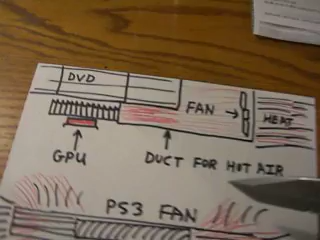 DVD
FAN
HEAT
GPU
DUCT FOR HOT AIR
PS3 FAN